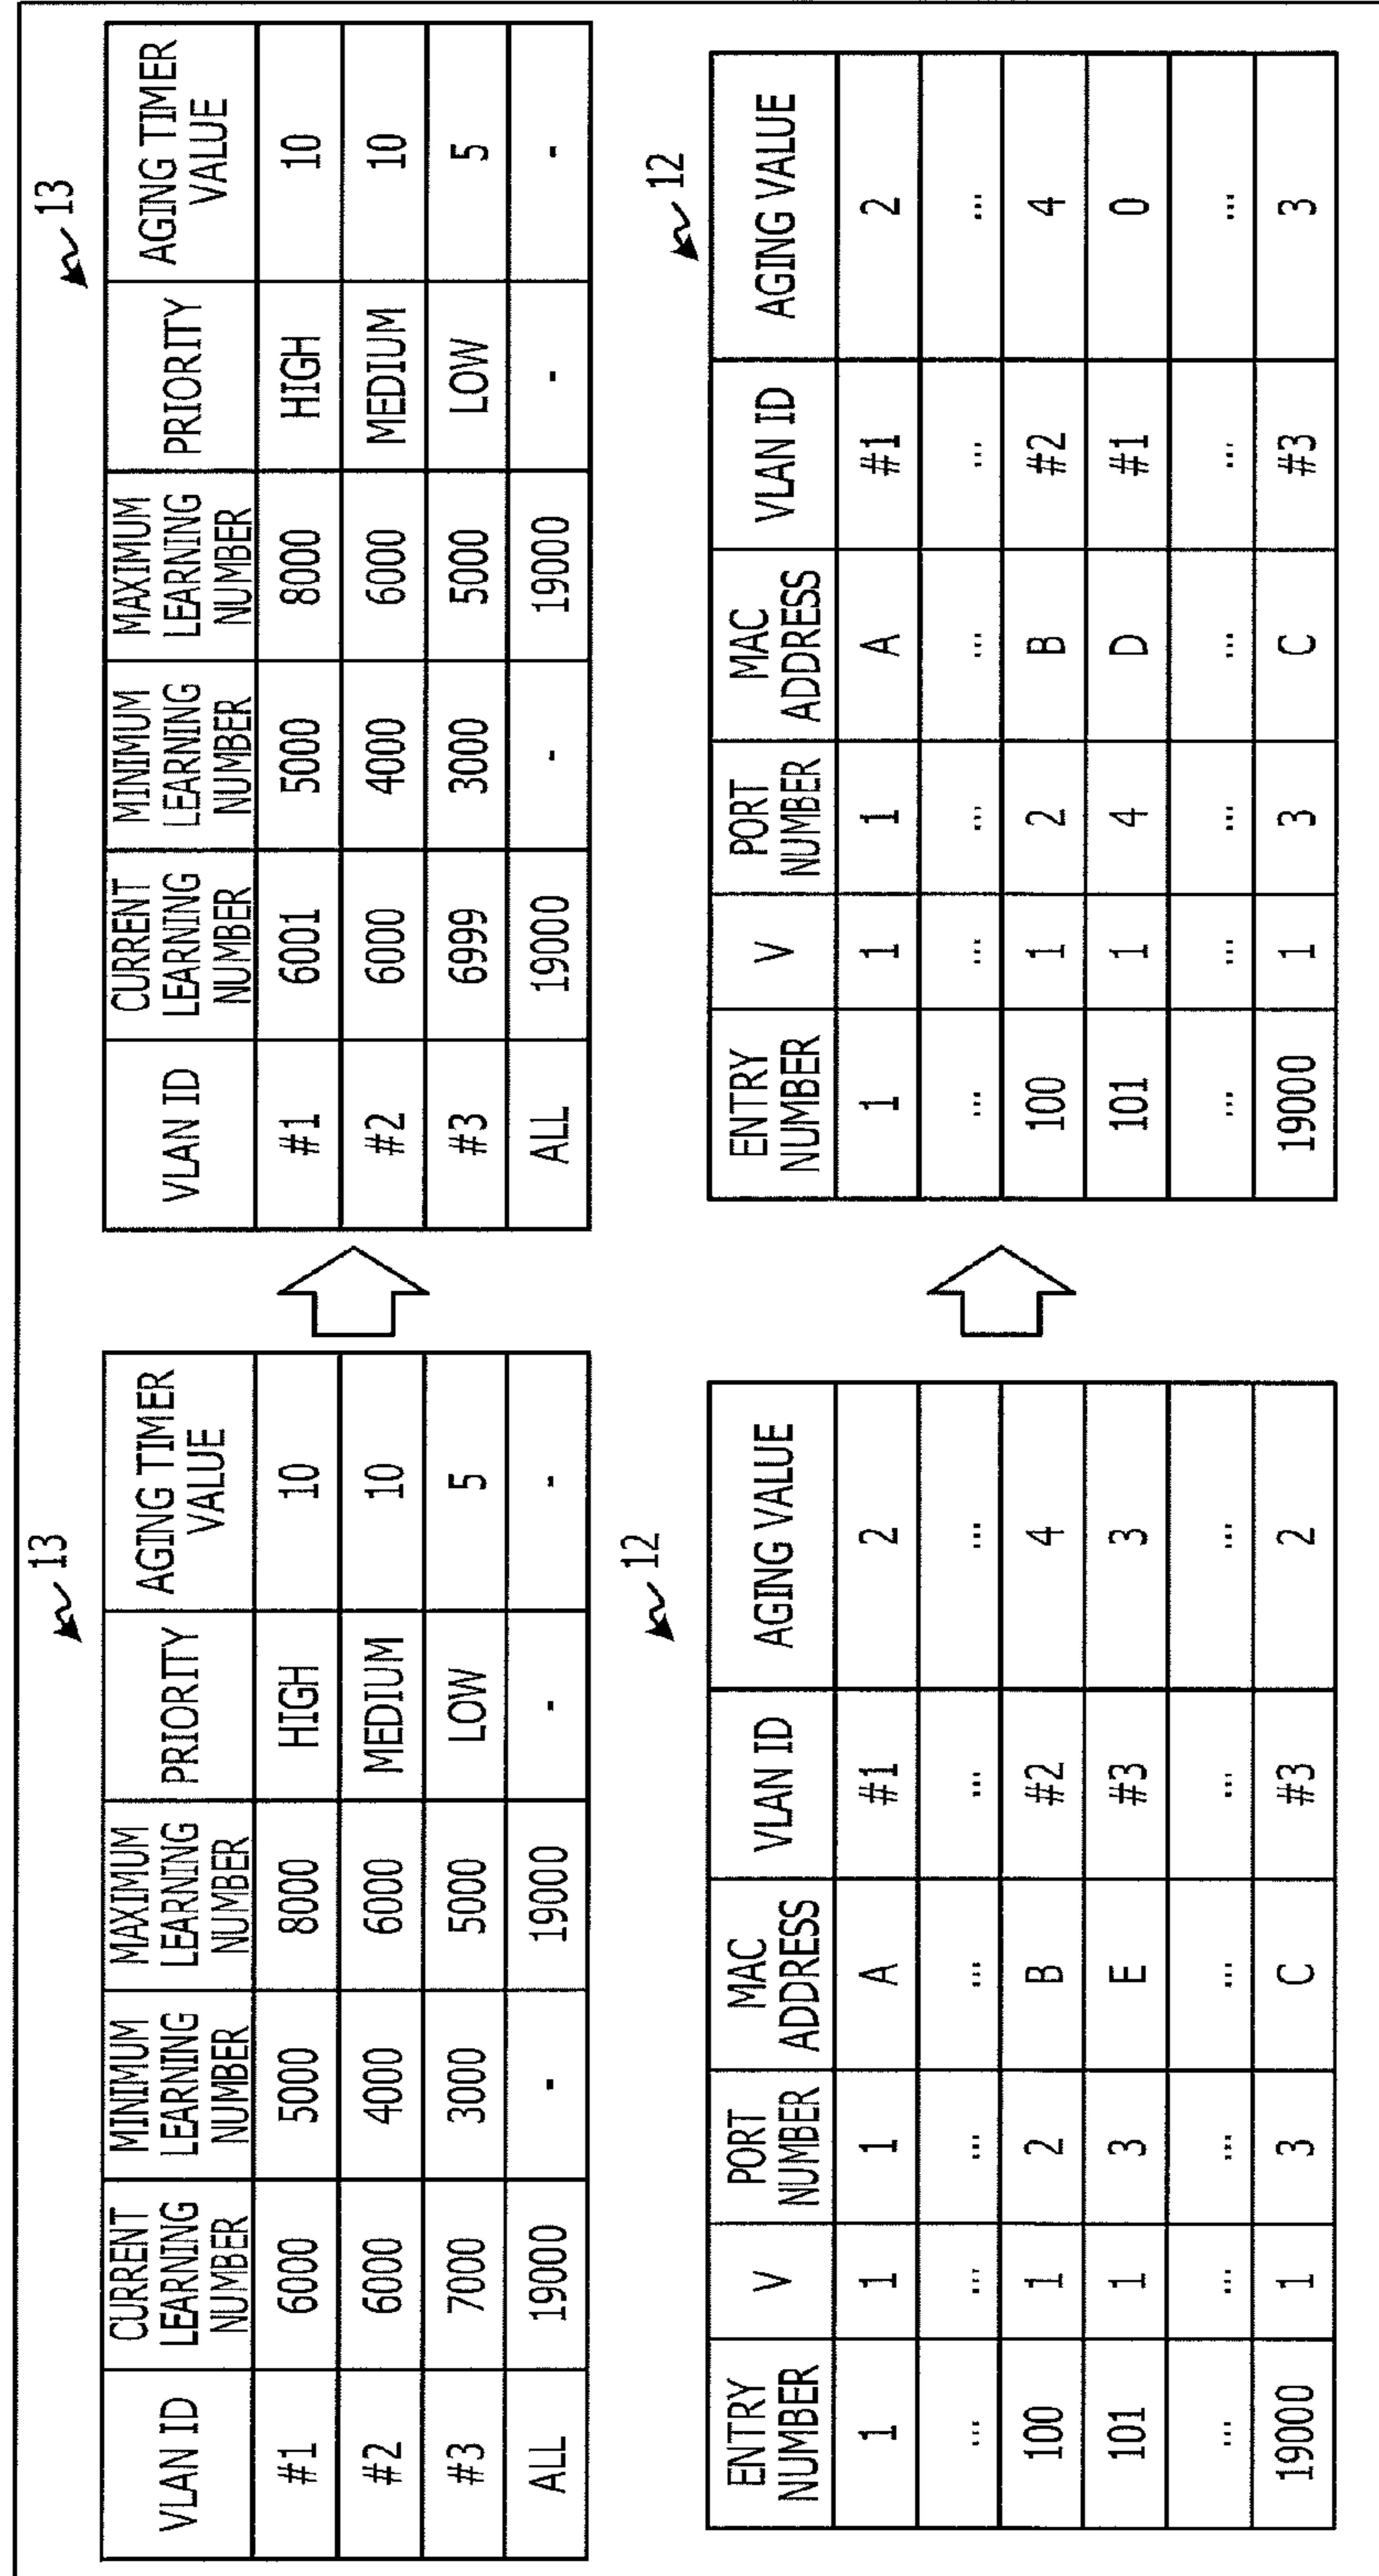 13
VLAN ID
CURRENT LEARNING NUMBER
MINIMUM LEARNING NUMBER
MAXIMUM LEARNING NUMBER
PRIORITY
AGING TIMER VALUE
#1 6000 5000 8000 HIGH 10
#2 6000 4000 6000 MEDIUM 10
#3 7000 3000 5000 LOW 5
ALL 19000 - 19000 - -
13
VLAN ID
CURRENT LEARNING NUMBER
MINIMUM LEARNING NUMBER
MAXIMUM LEARNING NUMBER
PRIORITY
AGING TIMER VALUE
#1 6001 5000 8000 HIGH 10
#2 6000 4000 6000 MEDIUM 10
#3 6999 3000 5000 LOW 5
ALL 19000 - 19000 - -
12
ENTRY NUMBER
V
PORT NUMBER
MAC ADDRESS
VLAN ID
AGING VALUE
1 1 1 A #1 2
... ... ... ... ... ...
100 1 2 B #2 4
101 1 3 E #3 3
... ... ... ... ... ...
19000 1 3 C #3 2
12
ENTRY NUMBER
V
PORT NUMBER
MAC ADDRESS
VLAN ID
AGING VALUE
1 1 1 A #1 2
... ... ... ... ... ...
100 1 2 B #2 4
101 1 4 D #1 0
... ... ... ... ... ...
19000 1 3 C #3 3